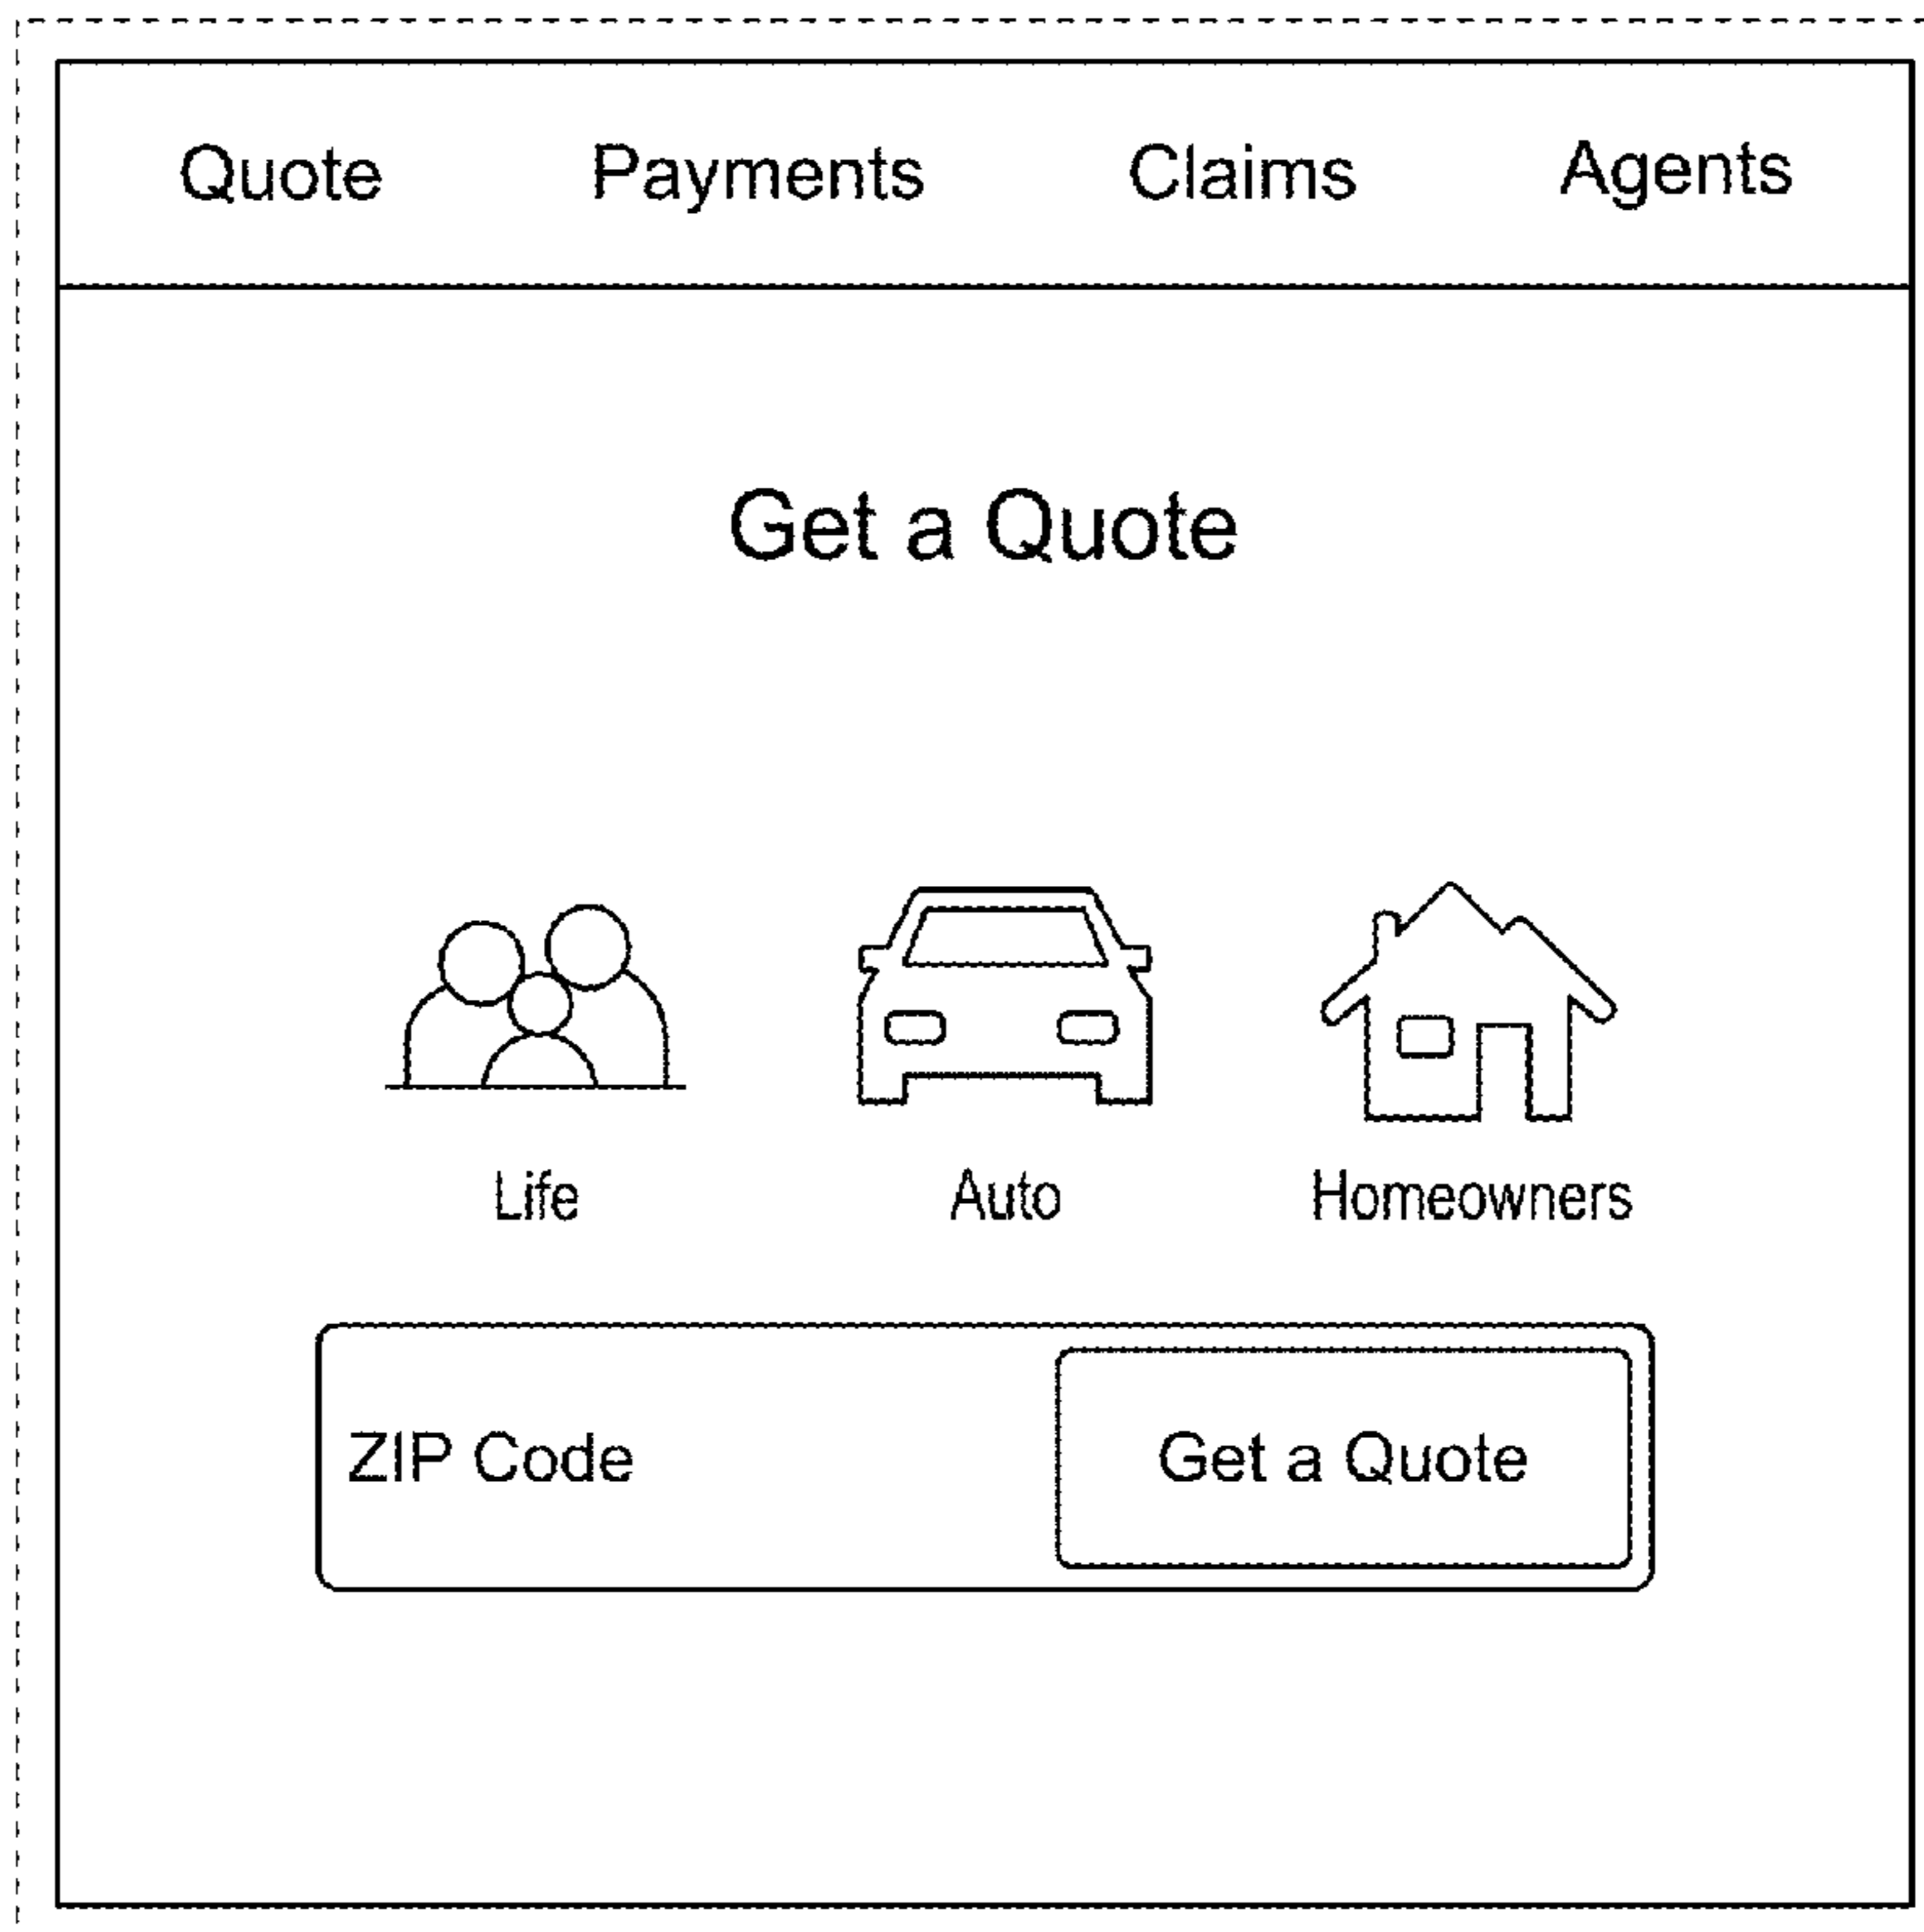 Quote Payments Claims Agents
Get a Quote
Life Auto Homeowners
ZIP Code Get a Quote